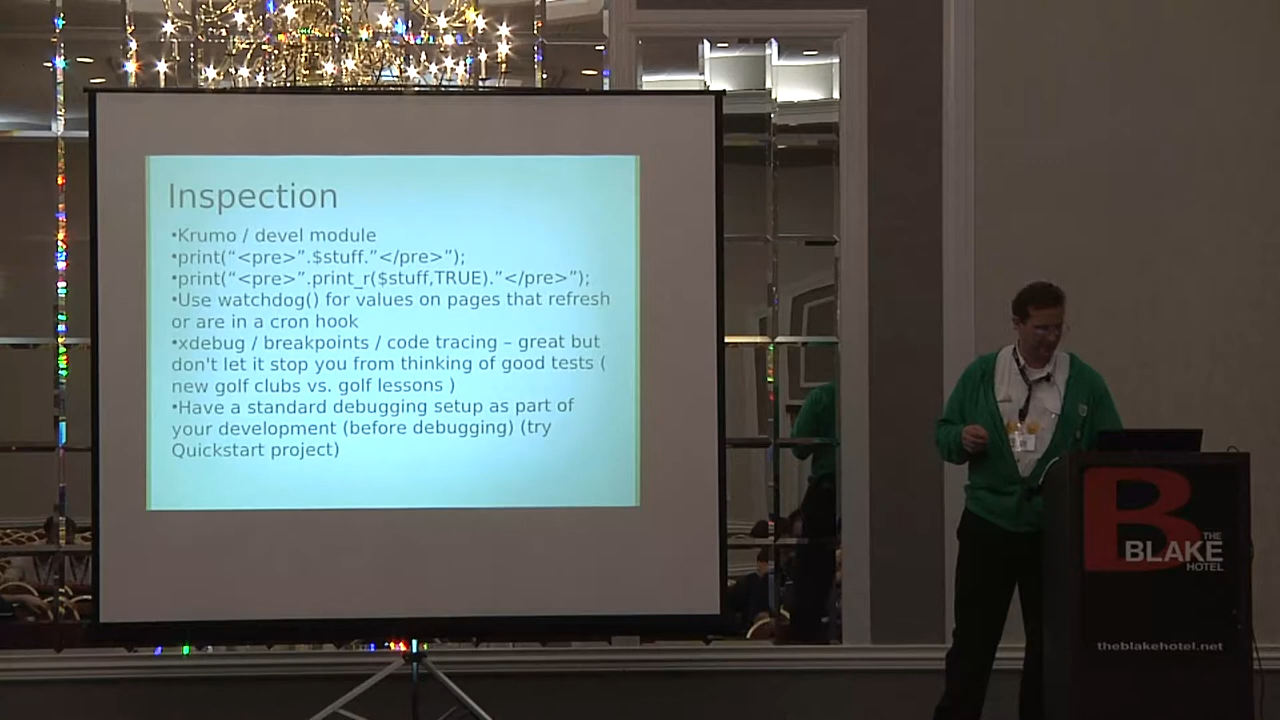 Inspection
•Krumo / devel module
•print(“<pre>”.$stuff.”</pre>”);
•print(“<pre>”.print_r($stuff,TRUE).”</pre>”);
•Use watchdog() for values on pages that refresh
or are in a cron hook
•xdebug / breakpoints / code tracing – great but
don't let it stop you from thinking of good tests (
new golf clubs vs. golf lessons )
•Have a standard debugging setup as part of
your development (before debugging) (try
Quickstart project)
B
THE
BLAKE
HOTEL
theblakehotel.net